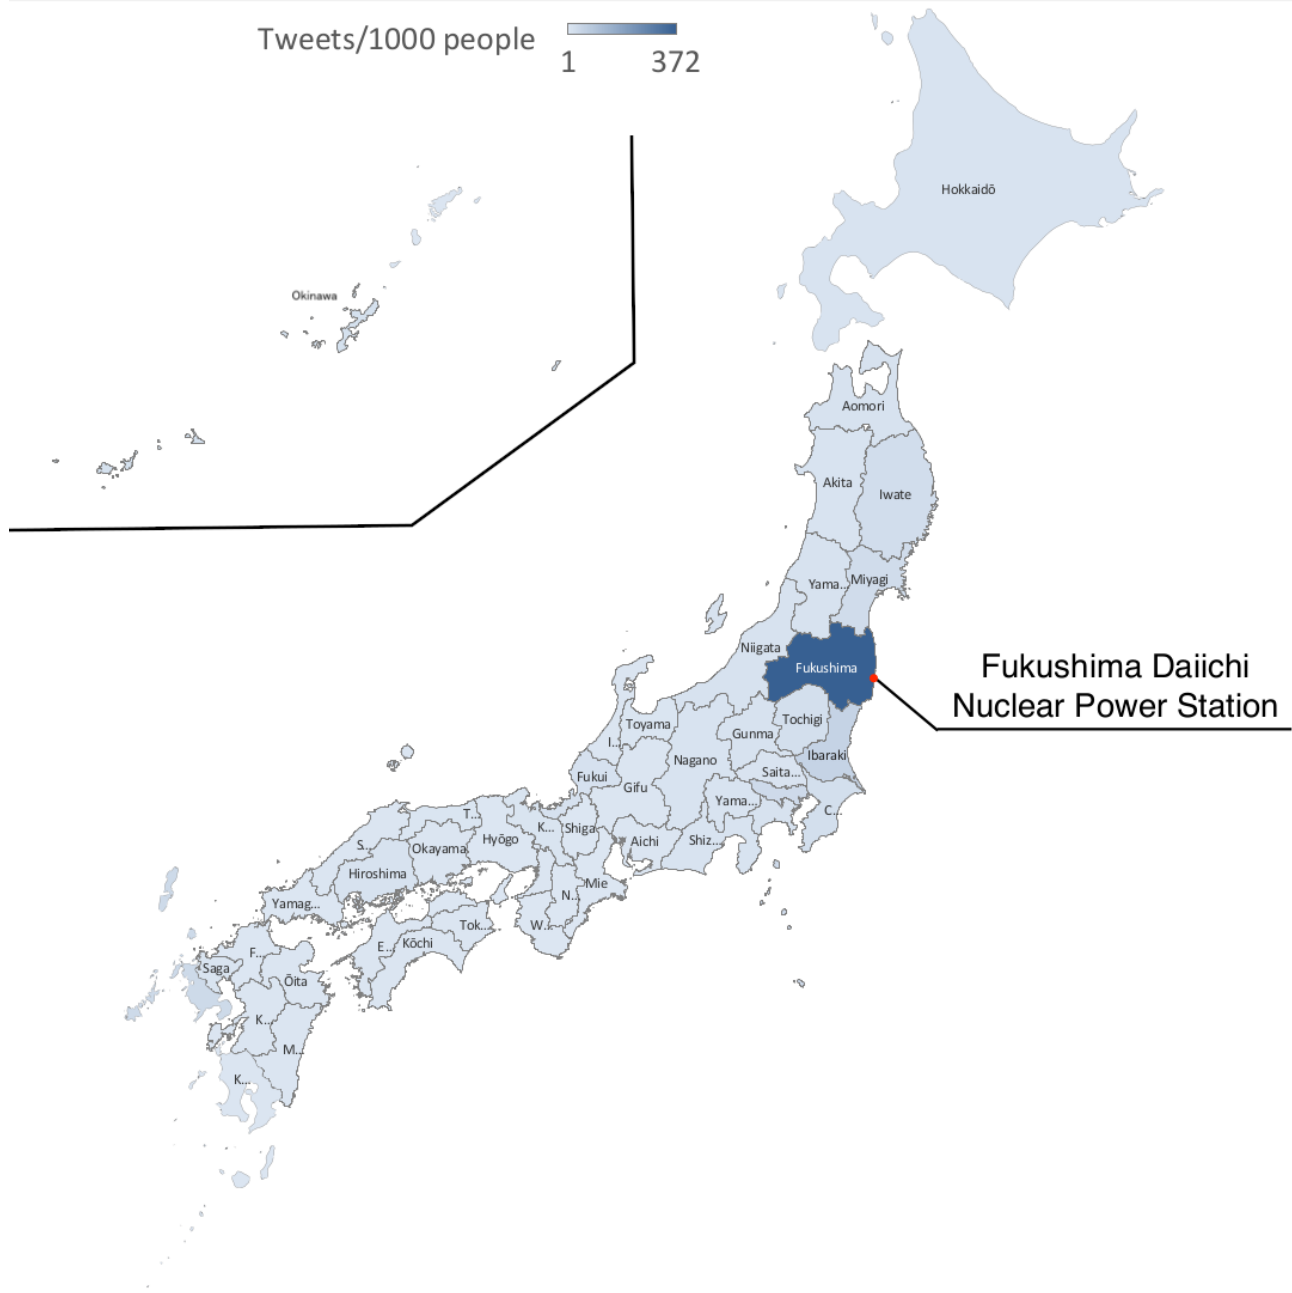 Tweets/1000 people
1 372
Hokkaidō
Okinawa
Aomori
Akita
Iwate
Yama...
Miyagi
Niigata
Fukushima
Fukushima Daiichi
Nuclear Power Station
Toyama
Tochigi
Gunma
I...
Nagano
Ibaraki
Fukui
Saita...
Gifu
Yama...
C...
T...
K...
Shiga
Hyōgo
Aichi
Shiz...
S...
Okayama
Hiroshima
Mie
N...
Yamag...
W...
Tok...
E...
Kōchi
F...
Saga
Ōita
K...
M...
K...